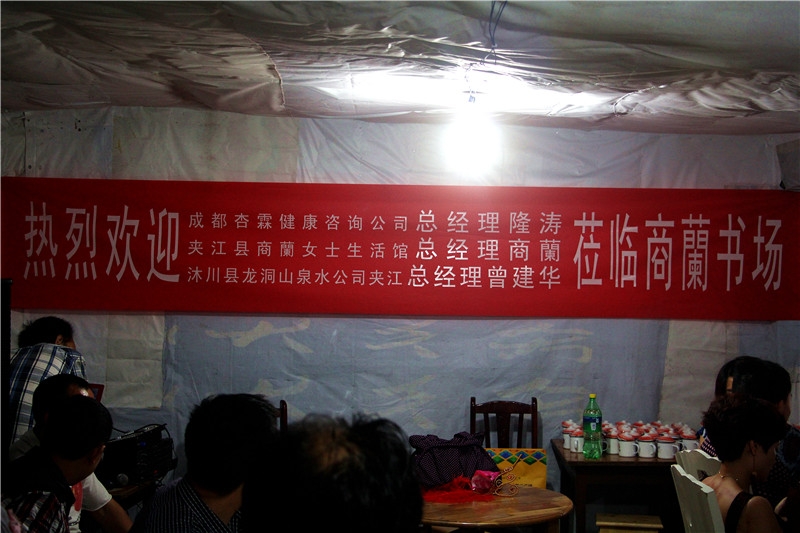 热烈欢迎
成都杏霖健康咨询公司总经理隆涛
夹江县商蘭女士生活馆总经理商蘭
沐川县龙洞山泉水公司夹江总经理曾建华
莅临商蘭书场